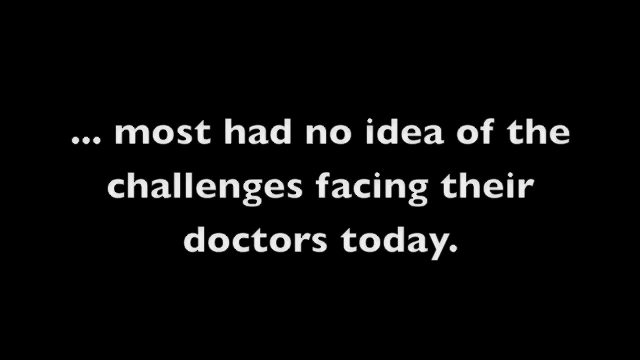 ... most had no idea of the
challenges facing their
doctors today.